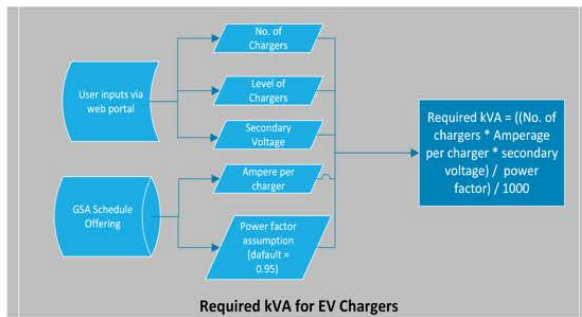 No. of
Chargers
User inputs via
web portal
Level of
Chargers
Secondary
Voltage
Ampere per
charger
GSA Schedule
Offering
Power factor
assumption
(dafault =
0.95)
Required kVA = ((No. of
chargers * Amperage
per charger * secondary
voltage) / power
factor) / 1000
Required kVA for EV Chargers